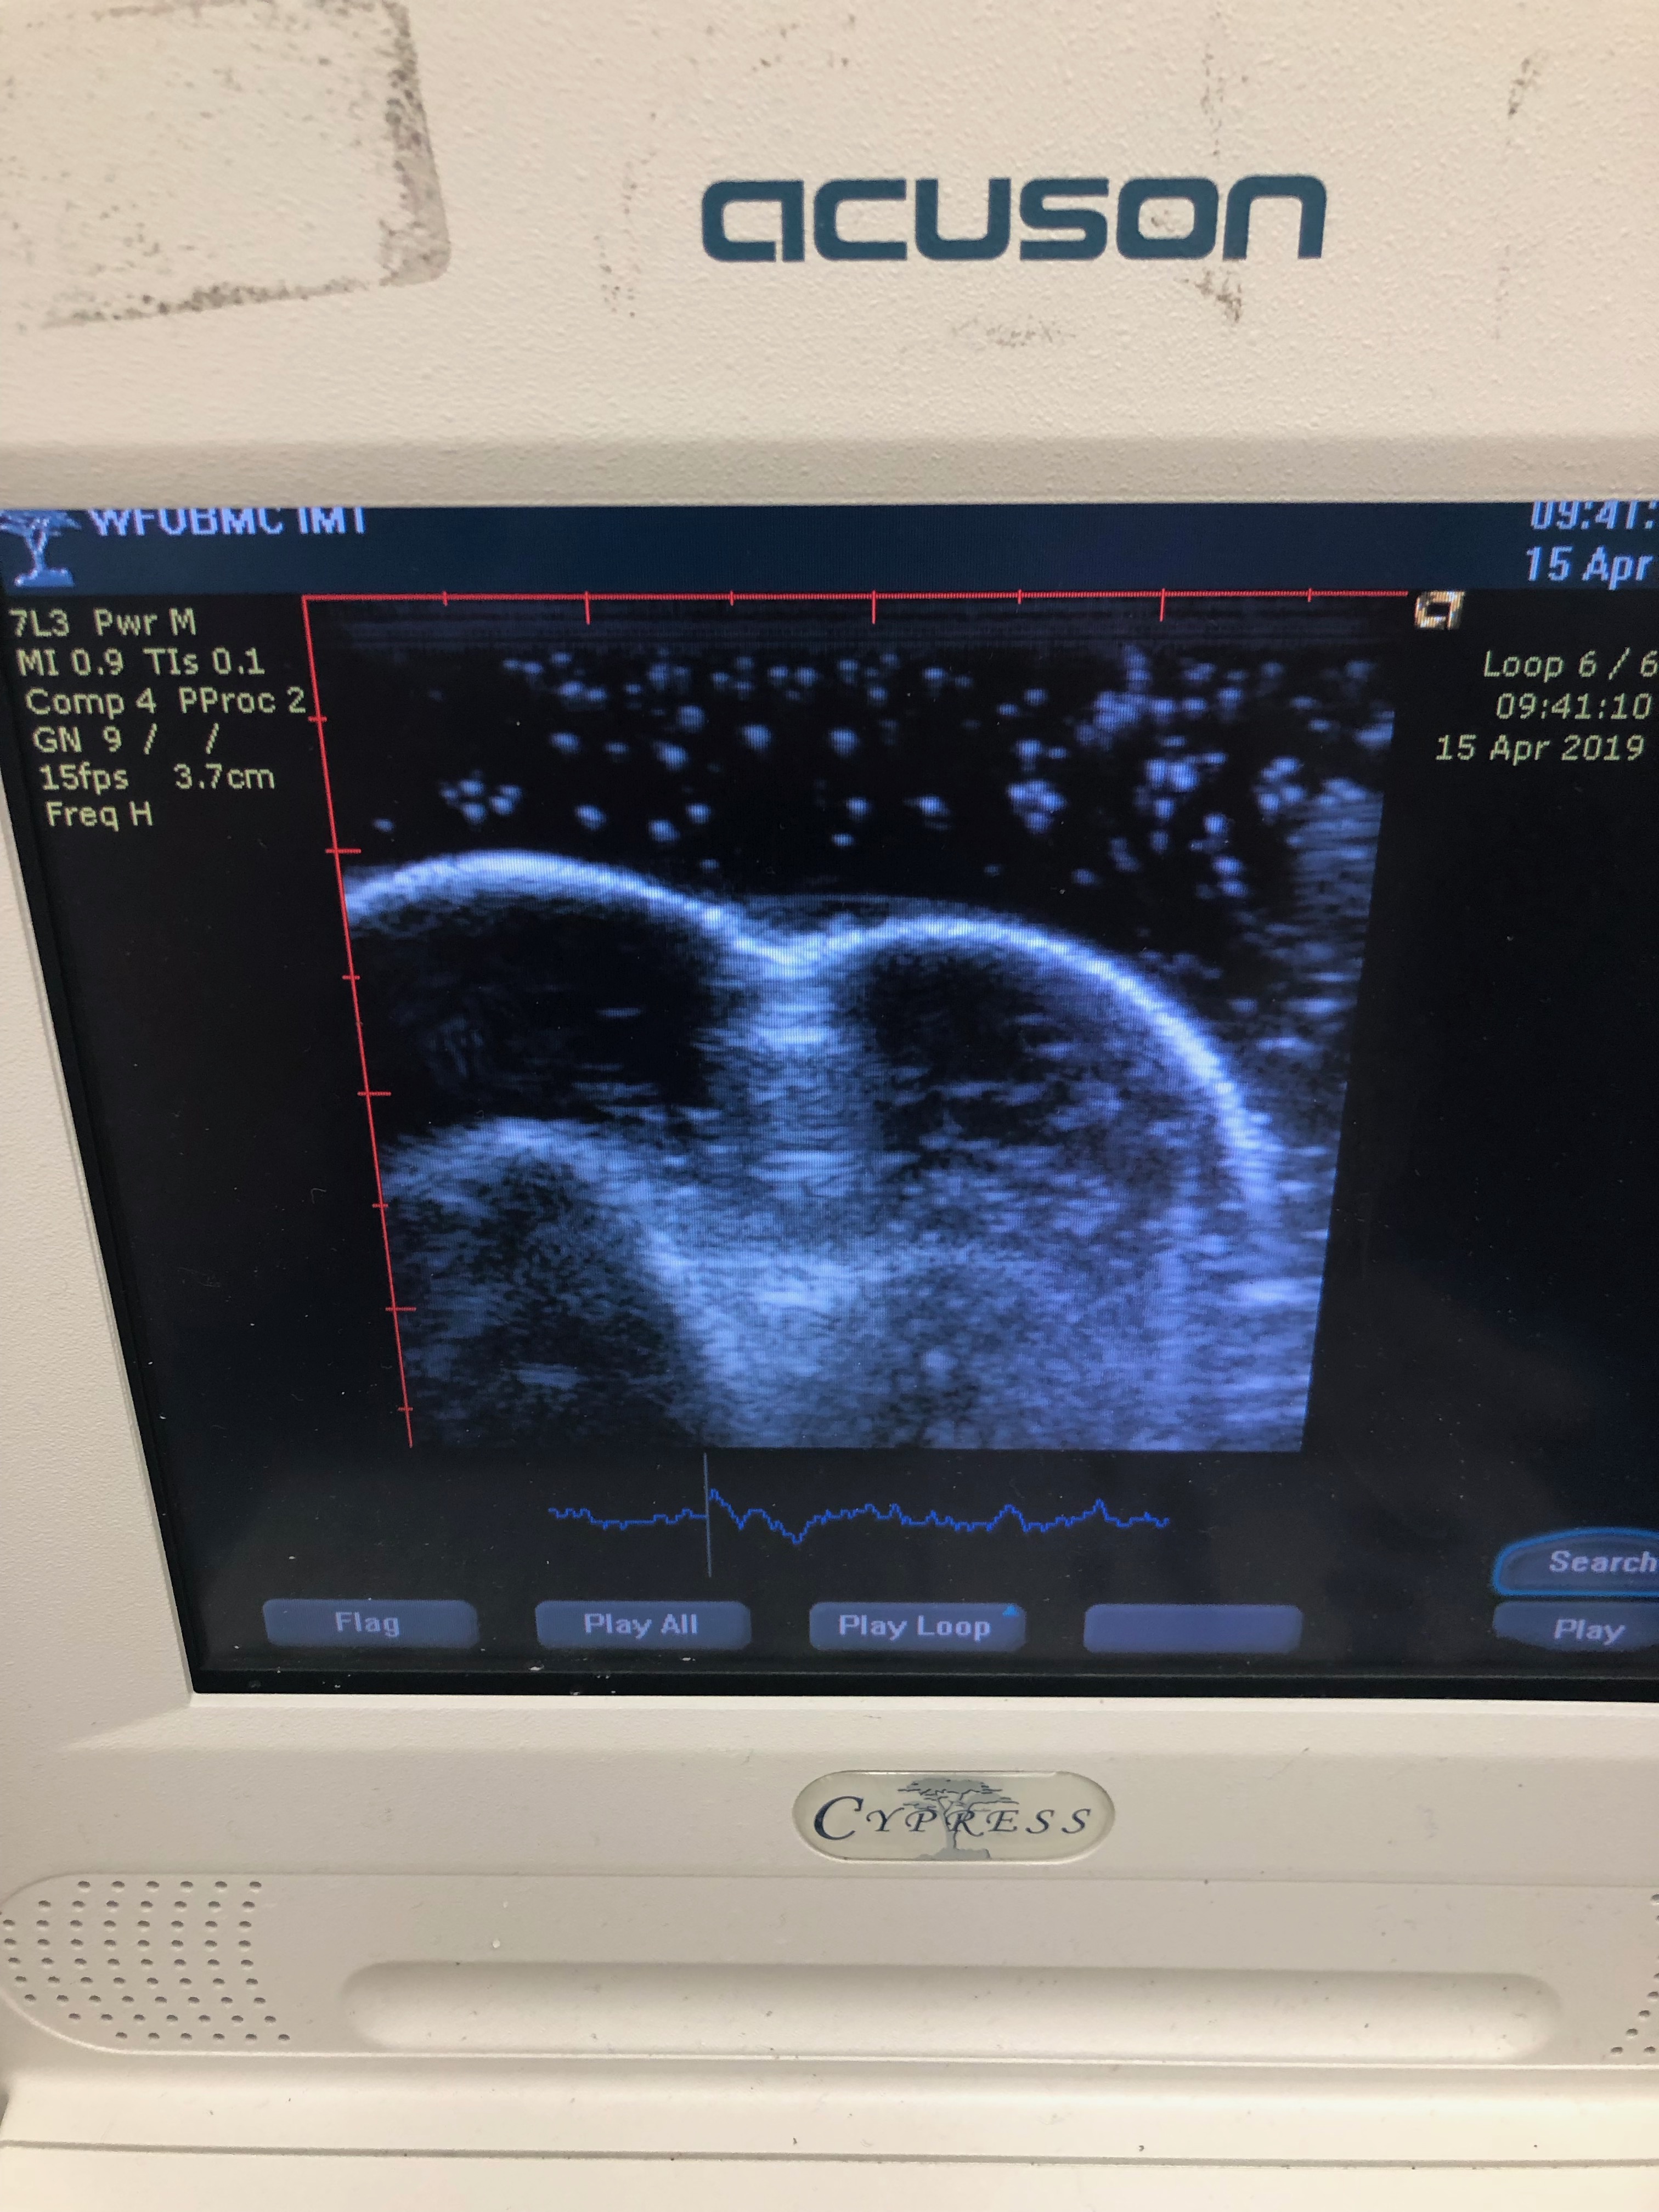 acuson
WFUBMC IMT
09:41:
15 Apr
7L3 Pwr M
MI 0.9 TIs 0.1
Comp 4 PProc 2
GN 9 / /
15fps 3.7cm
Freq H
a
Loop 6 / 6
09:41:10
15 Apr 2019
Search
Flag
Play All
Play Loop
Play
CYPRESS